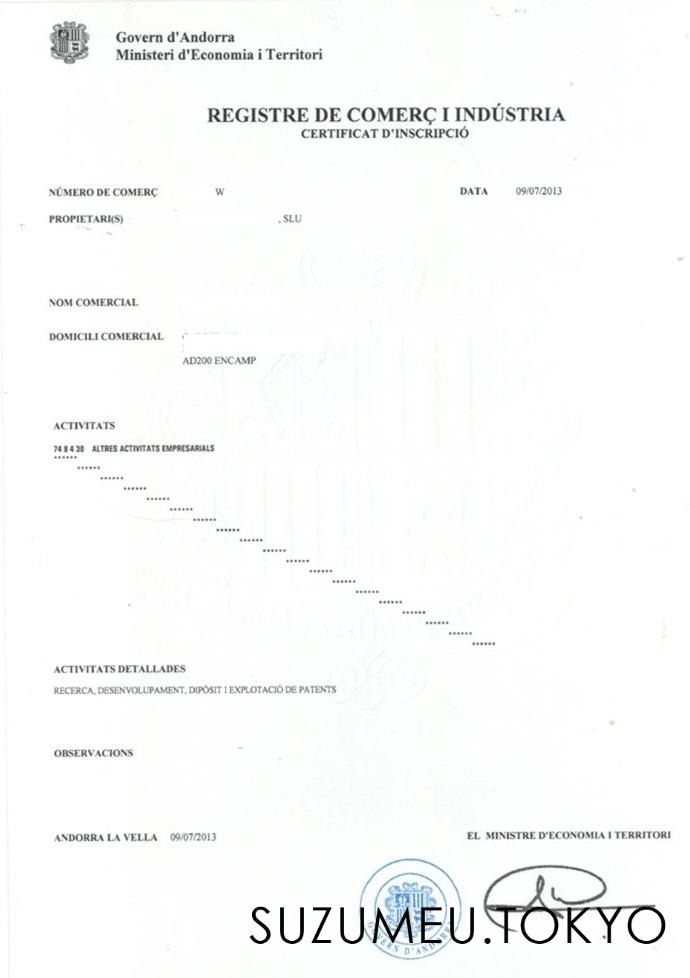 Govern d'Andorra
Ministeri d'Economia i Territori
REGISTRE DE COMERÇ I INDÚSTRIA
CERTIFICAT D'INSCRIPCIÓ
NÚMERO DE COMERÇ W DATA 09/07/2013
PROPIETARI(S) , SLU
NOM COMERCIAL
DOMICILI COMERCIAL
AD200 ENCAMP
ACTIVITATS
74 8 4 30 ALTRES ACTIVITATS EMPRESARIALS
ACTIVITATS DETALLADES
RECERCA, DESENVOLUPAMENT, DIPÒSIT I EXPLOTACIÓ DE PATENTS
OBSERVACIONS
ANDORRA LA VELLA 09/07/2013
EL MINISTRE D'ECONOMIA I TERRITORI
GOVERN D'ANDORRA
SUZUMEU.TOKYO